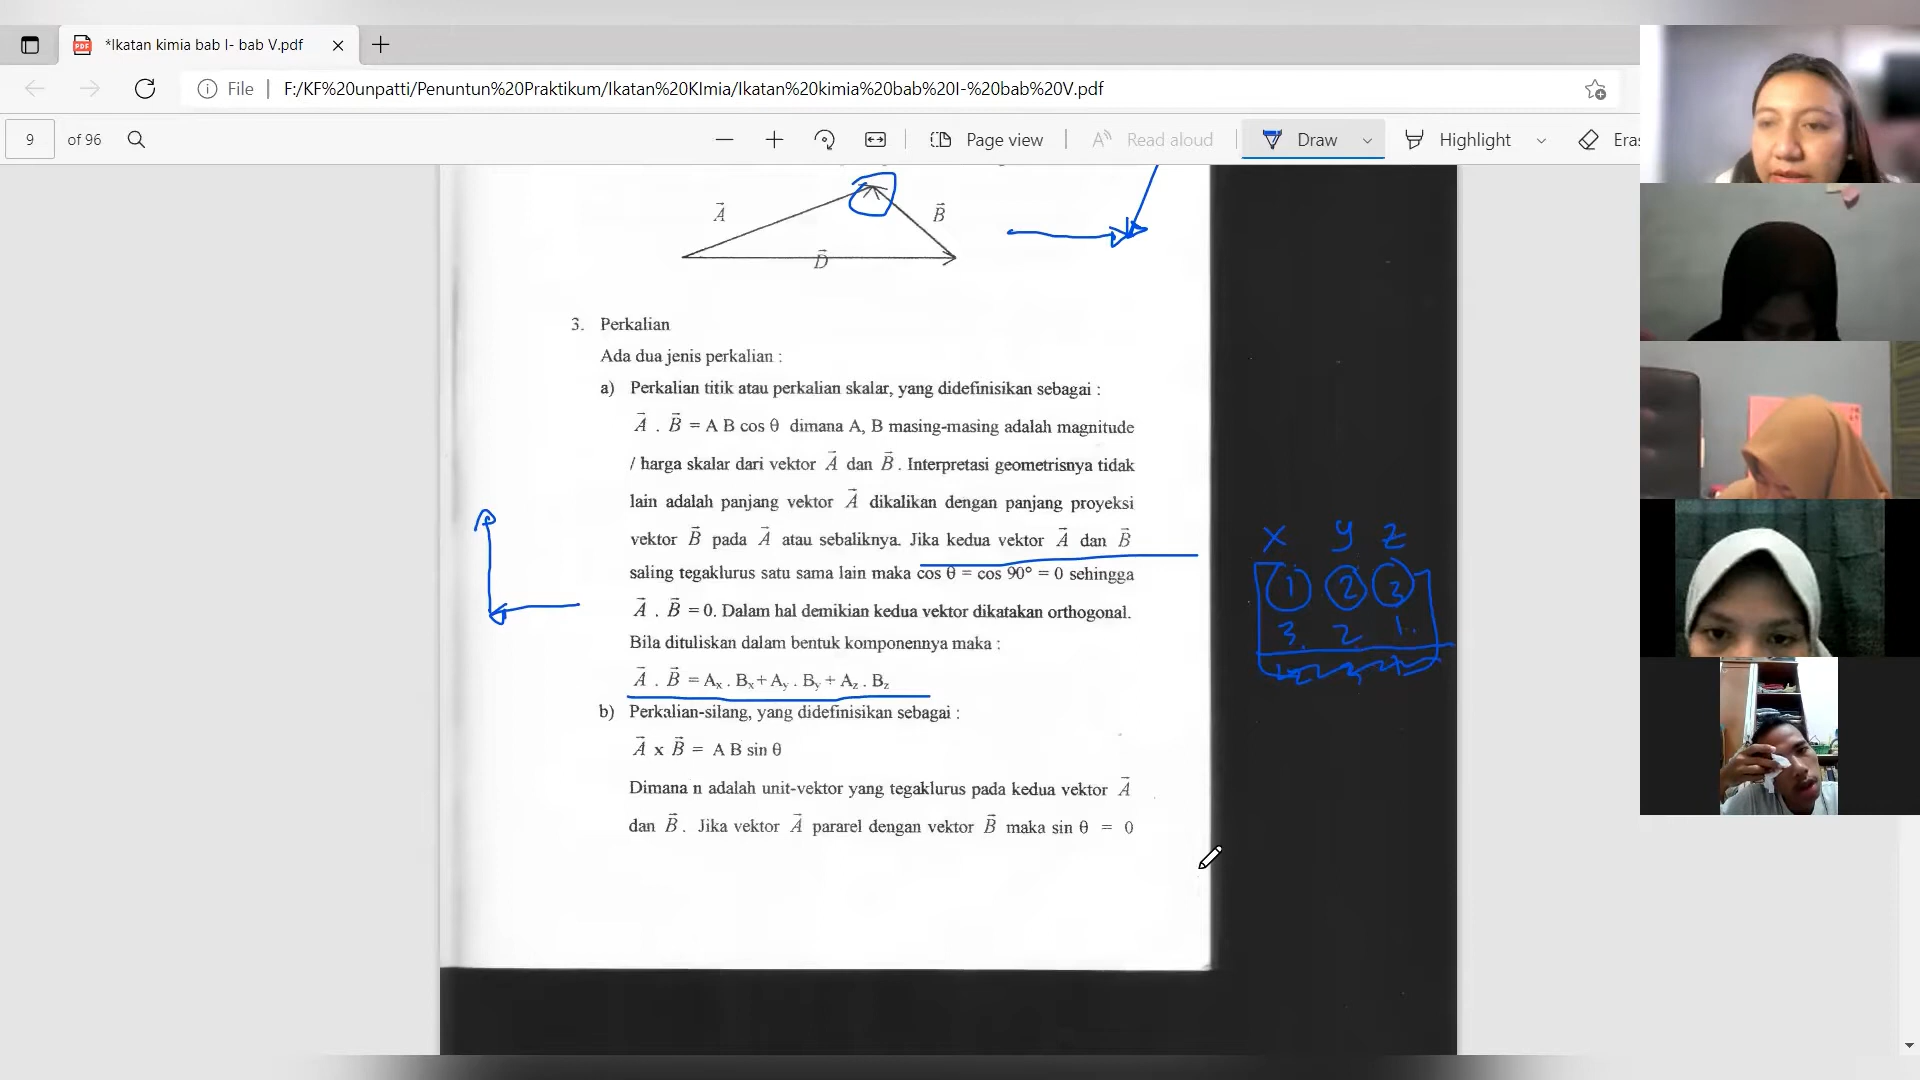 *Ikatan kimia bab I- bab V.pdf
File
F:/KF%20unpatti/Penuntun%20Praktikum/Ikatan%20KImia/Ikatan%20kimia%20bab%20I-%20bab%20V.pdf
9 of 96 Page view Read aloud Draw Highlight Eras
A⃗ B⃗
D⃗
3. Perkalian
Ada dua jenis perkalian :
a) Perkalian titik atau perkalian skalar, yang didefinisikan sebagai :
A⃗ . B⃗ = A B cos θ dimana A, B masing-masing adalah magnitude
/ harga skalar dari vektor A⃗ dan B⃗ . Interpretasi geometrisnya tidak
lain adalah panjang vektor A⃗ dikalikan dengan panjang proyeksi
vektor B⃗ pada A⃗ atau sebaliknya. Jika kedua vektor A⃗ dan B⃗
saling tegaklurus satu sama lain maka cos θ = cos 90° = 0 sehingga
A⃗ . B⃗ = 0. Dalam hal demikian kedua vektor dikatakan orthogonal.
Bila dituliskan dalam bentuk komponennya maka :
A⃗ . B⃗ = Aₓ . Bₓ + Aᵧ . Bᵧ + A_z . B_z
b) Perkalian-silang, yang didefinisikan sebagai :
A⃗ x B⃗ = A B sin θ
Dimana n adalah unit-vektor yang tegaklurus pada kedua vektor A⃗
dan B⃗ . Jika vektor A⃗ pararel dengan vektor B⃗ maka sin θ = 0
x y z
1 2 3
3. 2. 1.